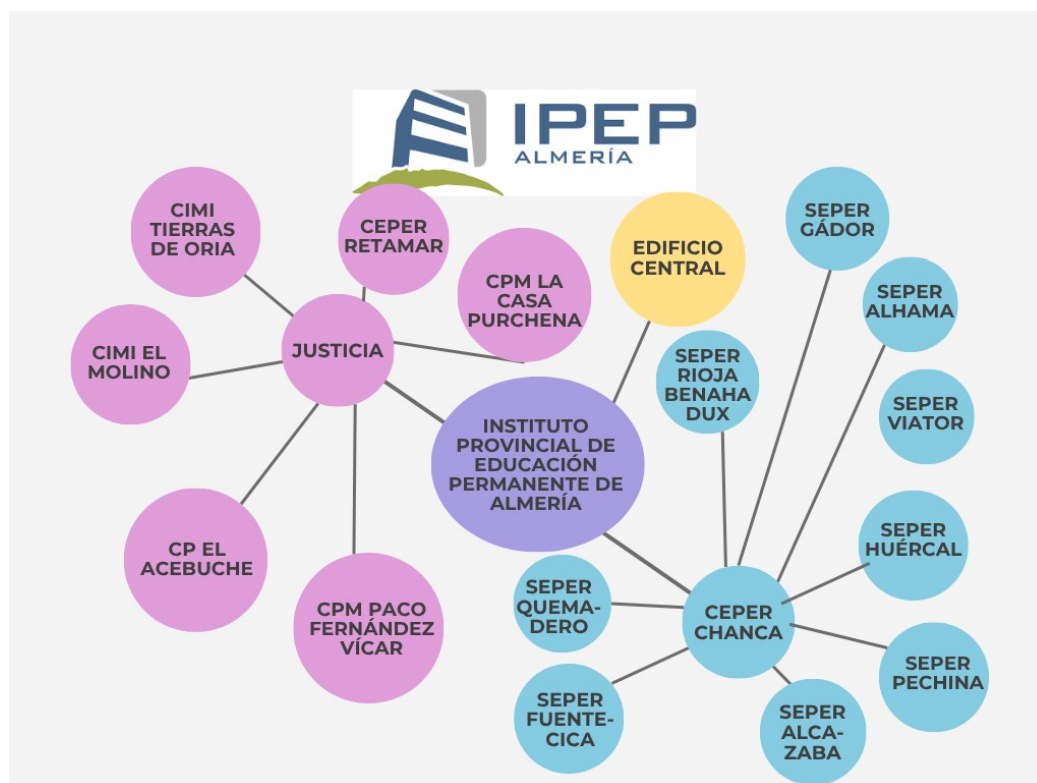 IPEP
ALMERÍA
CIMI
TIERRAS
DE ORIA
CEPER
RETAMAR
CPM LA
CASA
PURCHENA
EDIFICIO
CENTRAL
SEPER
GÁDOR
SEPER
ALHAMA
CIMI EL
MOLINO
JUSTICIA
SEPER
RIOJA
BENAHA
DUX
SEPER
VIATOR
INSTITUTO
PROVINCIAL DE
EDUCACIÓN
PERMANENTE DE
ALMERÍA
CP EL
ACEBUCHE
CPM PACO
FERNÁNDEZ
VÍCAR
SEPER
QUEMA-
DERO
CEPER
CHANCA
SEPER
HUÉRCAL
SEPER
PECHINA
SEPER
FUENTE-
CICA
SEPER
ALCA-
ZABA